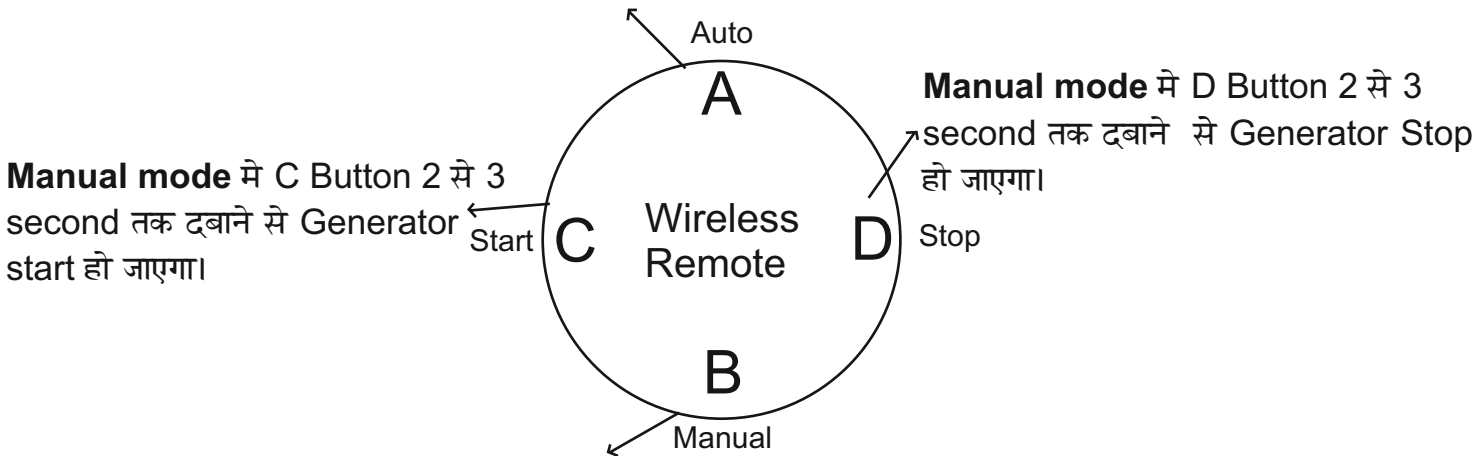 Auto
A
Manual mode मे D Button 2 से 3
second तक दबाने से Generator Stop
हो जाएगा।
Manual mode मे C Button 2 से 3
second तक दबाने से Generator
start हो जाएगा।
Start
C
Wireless
Remote
D
Stop
B
Manual